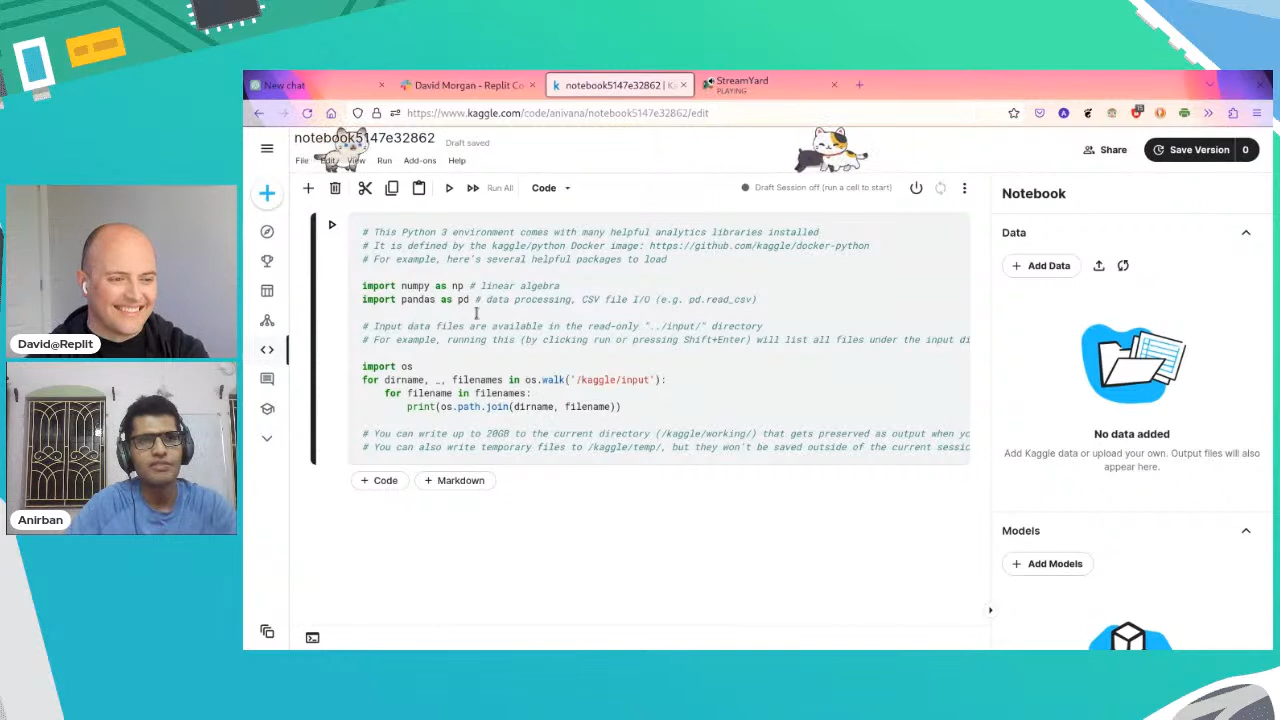 New chat
David Morgan - Replit Co
notebook5147e32862 | Ka
StreamYard
PLAYING
https://www.kaggle.com/code/anivana/notebook5147e32862/edit
notebook5147e32862
Draft saved
File Edit View Run Add-ons Help
Share
Save Version 0
Run All
Code
Draft Session off (run a cell to start)
# This Python 3 environment comes with many helpful analytics libraries installed
# It is defined by the kaggle/python Docker image: https://github.com/kaggle/docker-python
# For example, here's several helpful packages to load
import numpy as np # linear algebra
import pandas as pd # data processing, CSV file I/O (e.g. pd.read_csv)
# Input data files are available in the read-only "../input/" directory
# For example, running this (by clicking run or pressing Shift+Enter) will list all files under the input di
import os
for dirname, _, filenames in os.walk('/kaggle/input'):
for filename in filenames:
print(os.path.join(dirname, filename))
# You can write up to 20GB to the current directory (/kaggle/working/) that gets preserved as output when yo
# You can also write temporary files to /kaggle/temp/, but they won't be saved outside of the current sessio
+ Code
+ Markdown
Notebook
Data
+ Add Data
No data added
Add Kaggle data or upload your own. Output files will also
appear here.
Models
+ Add Models
David@Replit
Anirban